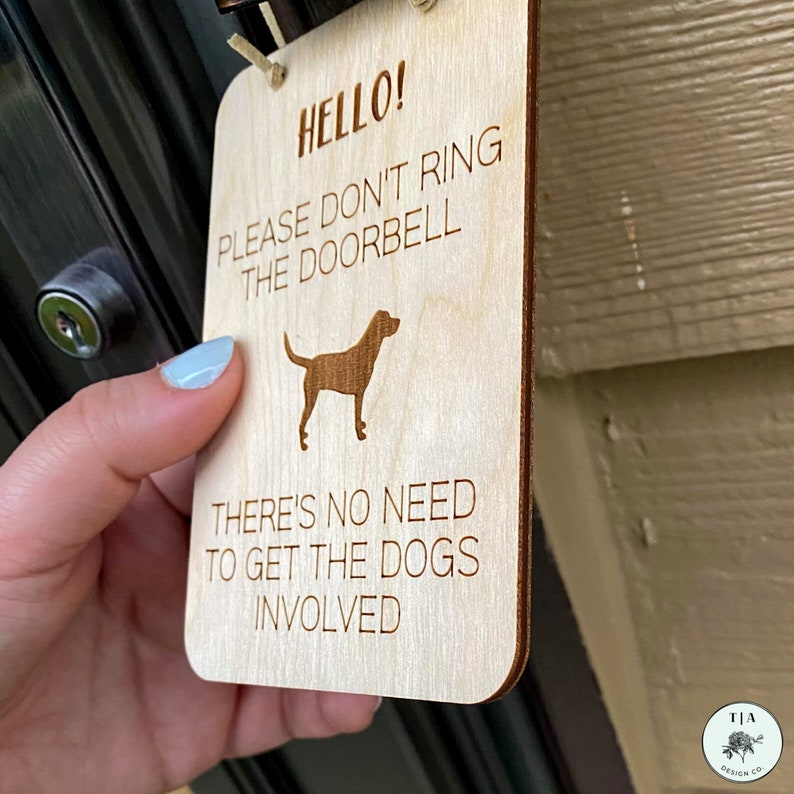 HELLO!
PLEASE DON'T RING
THE DOORBELL
THERE'S NO NEED
TO GET THE DOGS
INVOLVED
T|A
DESIGN CO.